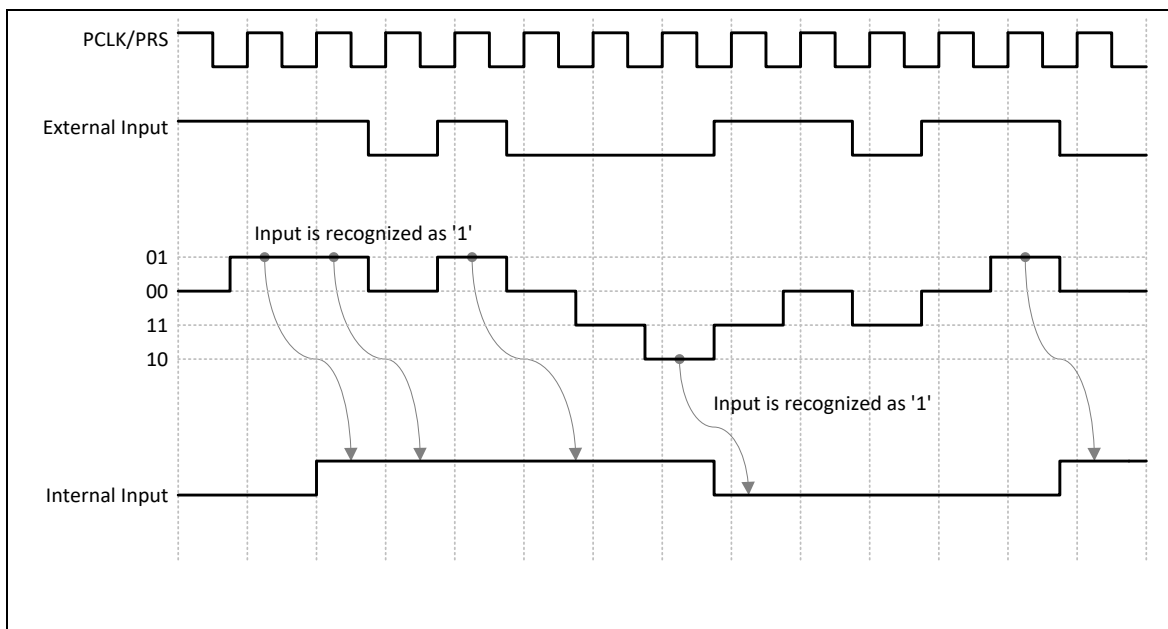 PCLK/PRS
External Input
Input is recognized as '1'
01
00
11
10
Input is recognized as '1'
Internal Input